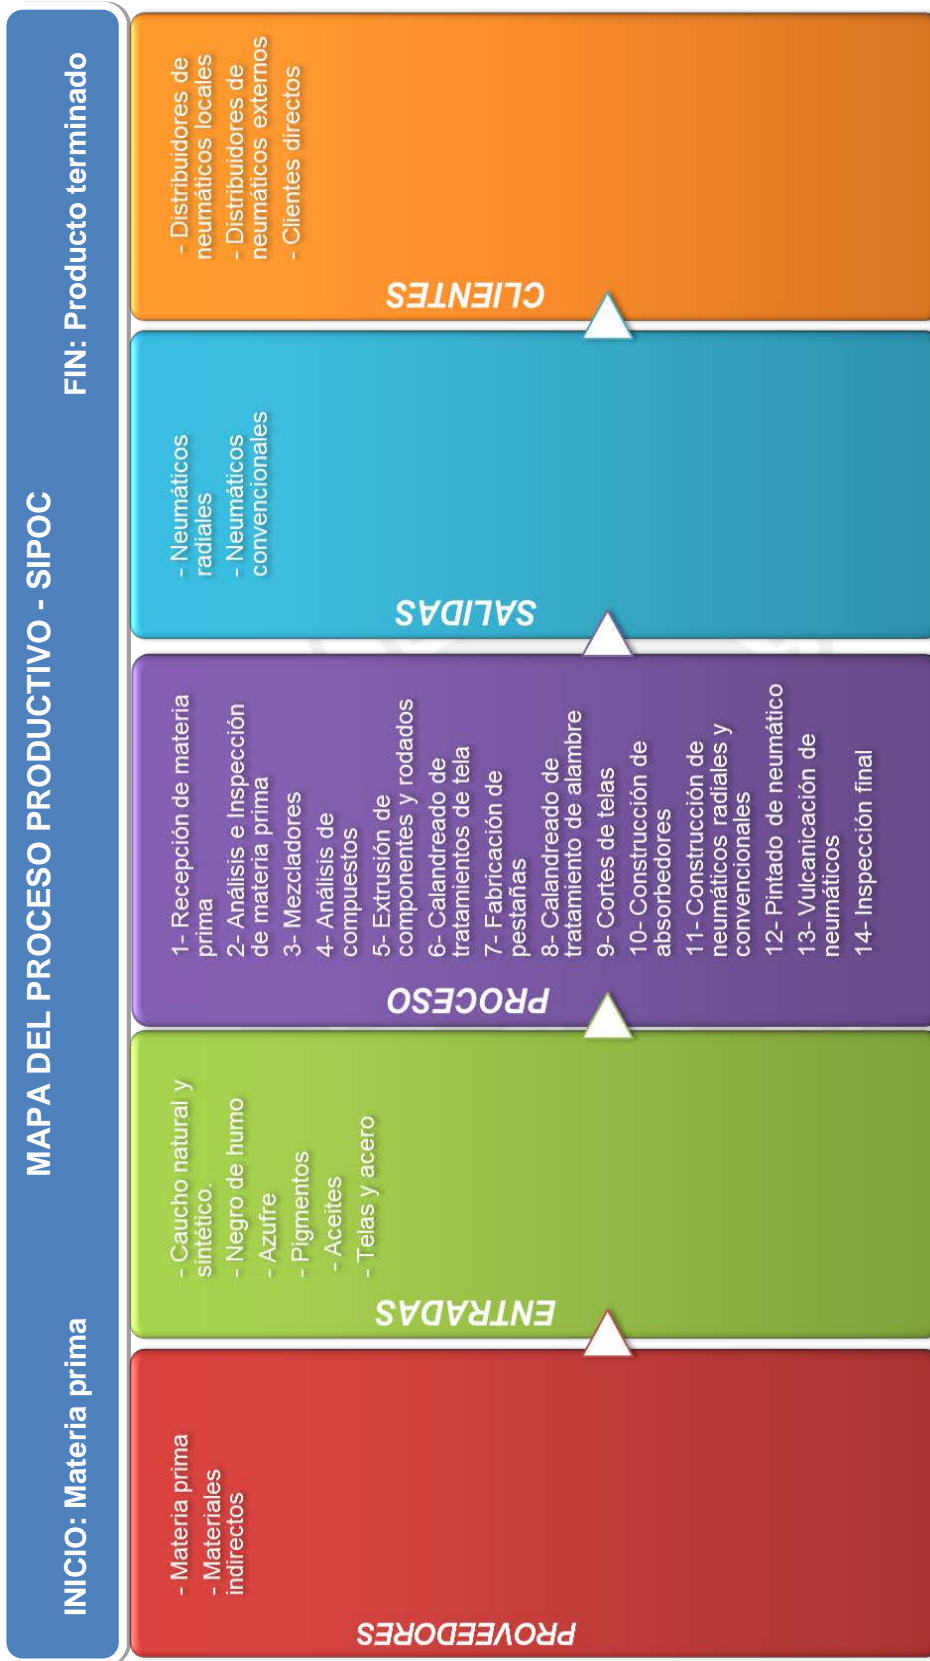 MAPA DEL PROCESO PRODUCTIVO - SIPOC
INICIO: Materia prima
FIN: Producto terminado
PROVEEDORES
- Materia prima
- Materiales
indirectos
ENTRADAS
- Caucho natural y
sintético.
- Negro de humo
- Azufre
- Pigmentos
- Aceites
- Telas y acero
PROCESO
1- Recepción de materia
prima
2- Análisis e Inspección
de materia prima
3- Mezcladores
4- Análisis de
compuestos
5- Extrusión de
componentes y rodados
6- Calandreado de
tratamientos de tela
7- Fabricación de
pestañas
8- Calandreado de
tratamiento de alambre
9- Cortes de telas
10- Construcción de
absorbedores
11- Construcción de
neumáticos radiales y
convencionales
12- Pintado de neumático
13- Vulcanicación de
neumáticos
14- Inspección final
SALIDAS
- Neumáticos
radiales
- Neumáticos
convencionales
CLIENTES
- Distribuidores de
neumáticos locales
- Distribuidores de
neumáticos externos
- Clientes directos